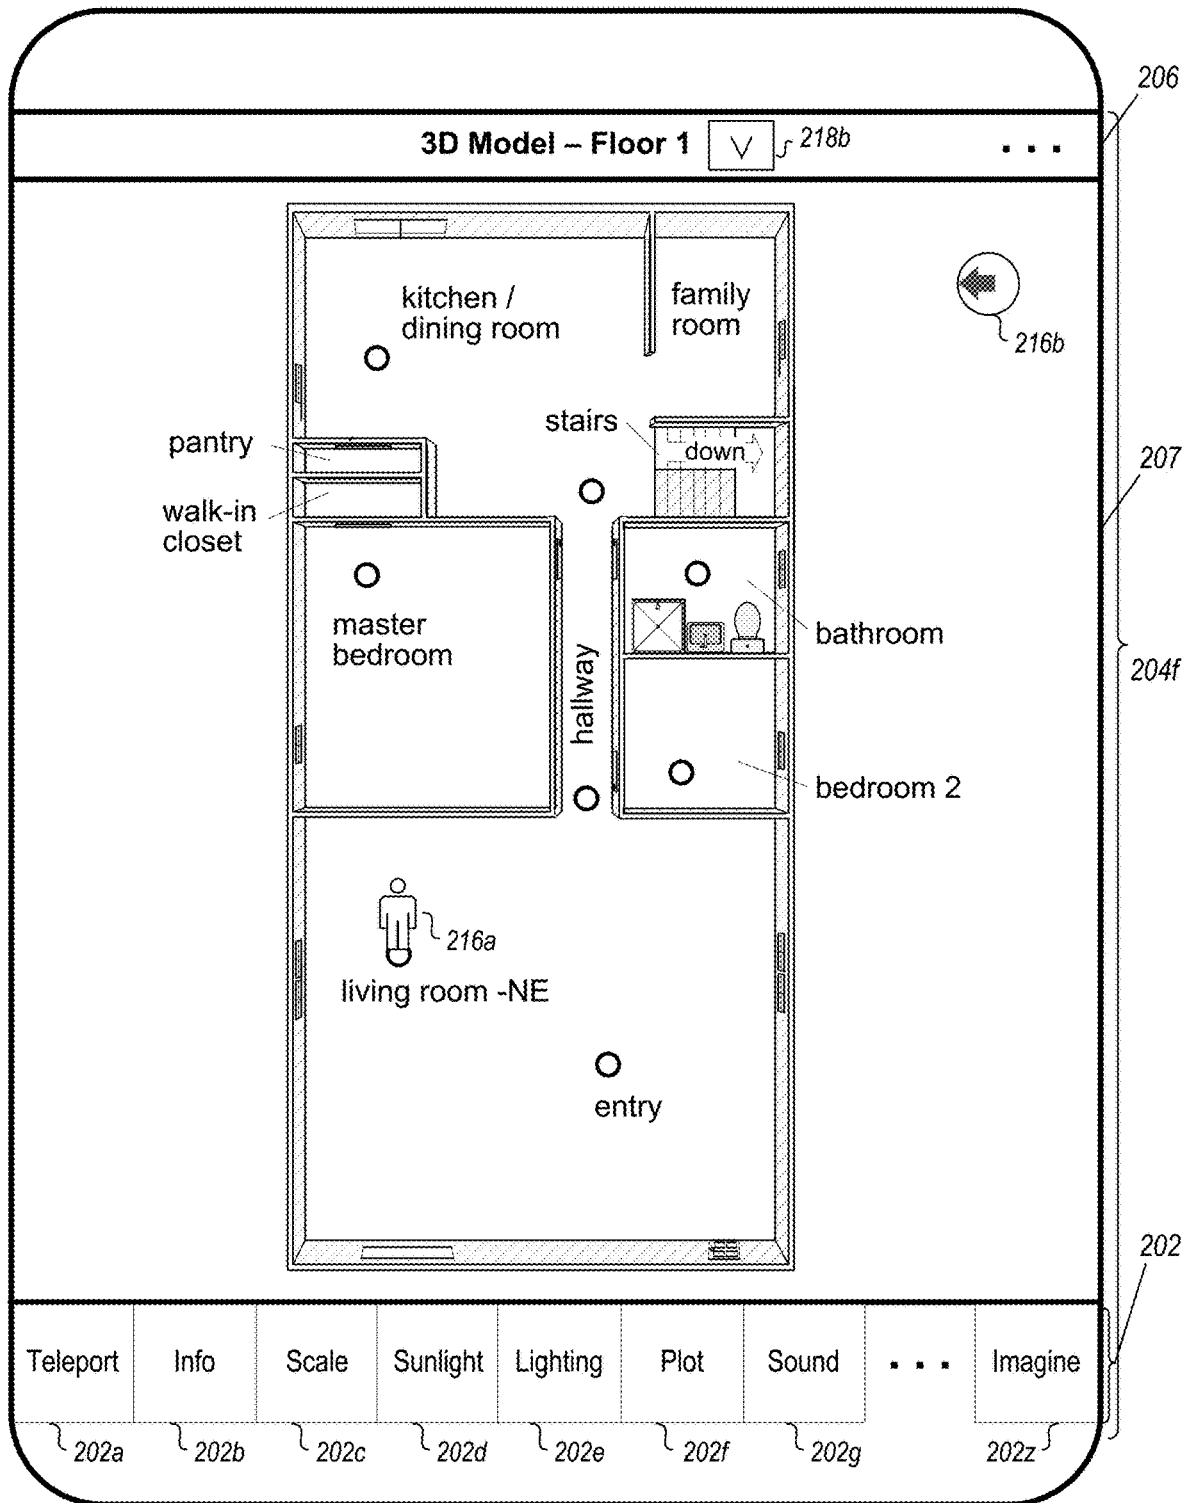 206
3D Model – Floor 1
V
218b
. . .
kitchen /
dining room
family
room
216b
stairs
down
pantry
207
walk-in
closet
master
bedroom
bathroom
204f
hallway
bedroom 2
216a
living room -NE
entry
202
Teleport
Info
Scale
Sunlight
Lighting
Plot
Sound
. . .
Imagine
202a
202b
202c
202d
202e
202f
202g
202z